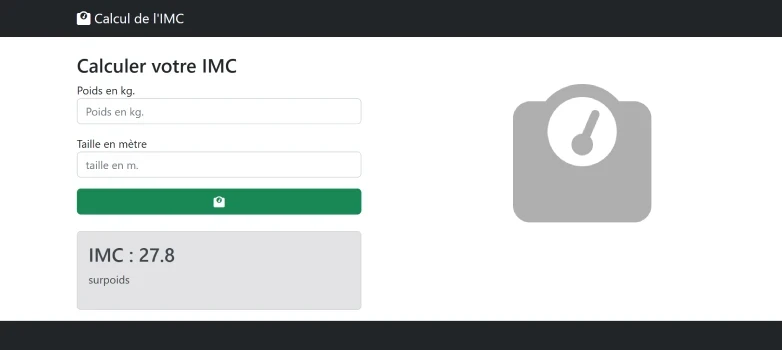 Calcul de l'IMC
Calculer votre IMC
Poids en kg.
Poids en kg.
Taille en mètre
taille en m.
IMC : 27.8
surpoids